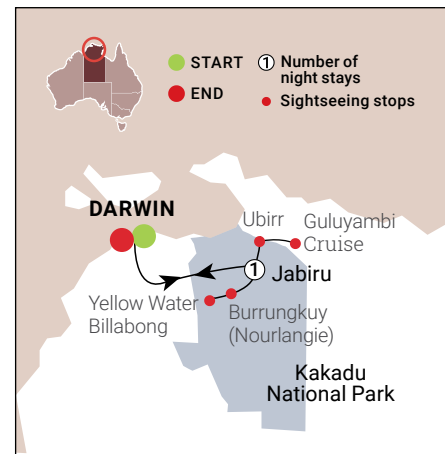 START
END
1 Number of
night stays
Sightseeing stops
DARWIN
Ubirr
Guluyambi
Cruise
1
Jabiru
Yellow Water
Billabong
Burrungkuy
(Nourlangie)
Kakadu
National Park